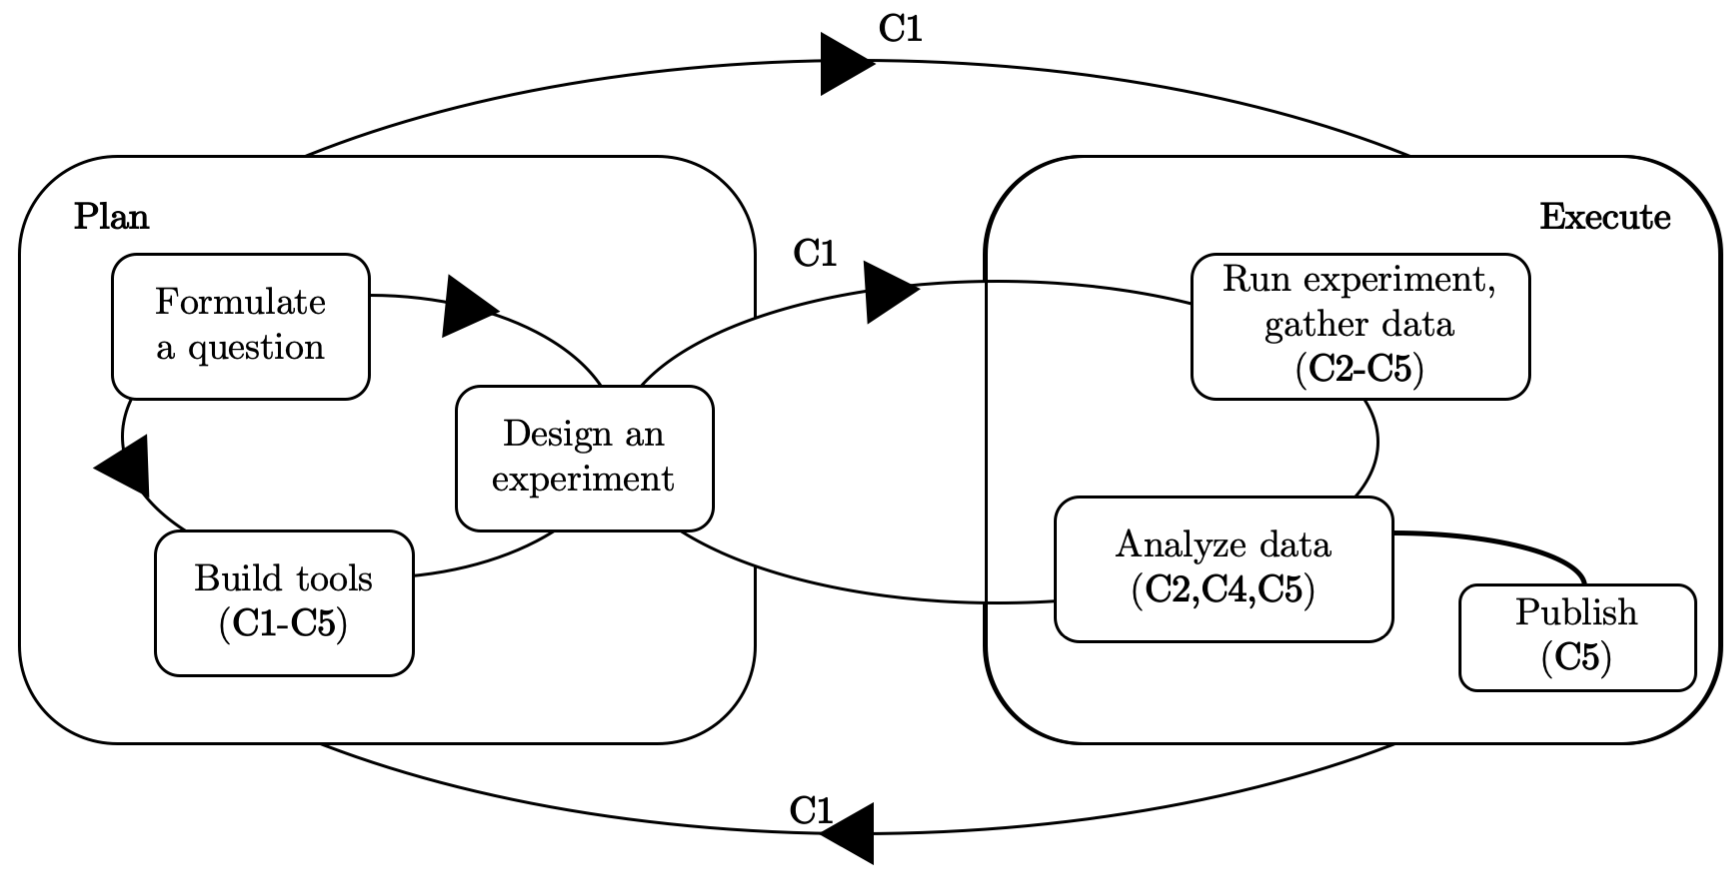 C1
Plan
Execute
C1
Formulate
a question
Run experiment,
gather data
(C2-C5)
Design an
experiment
Analyze data
(C2,C4,C5)
Build tools
(C1-C5)
Publish
(C5)
C1